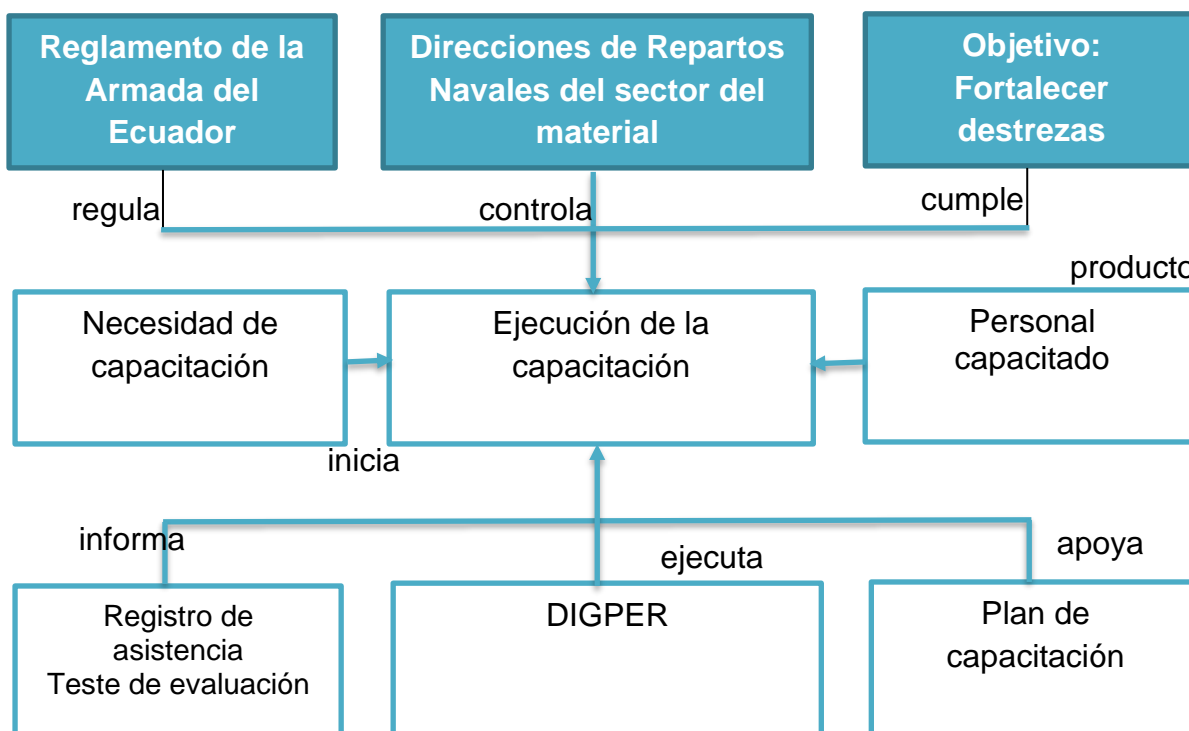 Reglamento de la
Armada del
Ecuador
Direcciones de Repartos
Navales del sector del
material
Objetivo:
Fortalecer
destrezas
regula
controla
cumple
producto
Necesidad de
capacitación
Ejecución de la
capacitación
Personal
capacitado
inicia
informa
ejecuta
apoya
Registro de
asistencia
Teste de evaluación
DIGPER
Plan de
capacitación